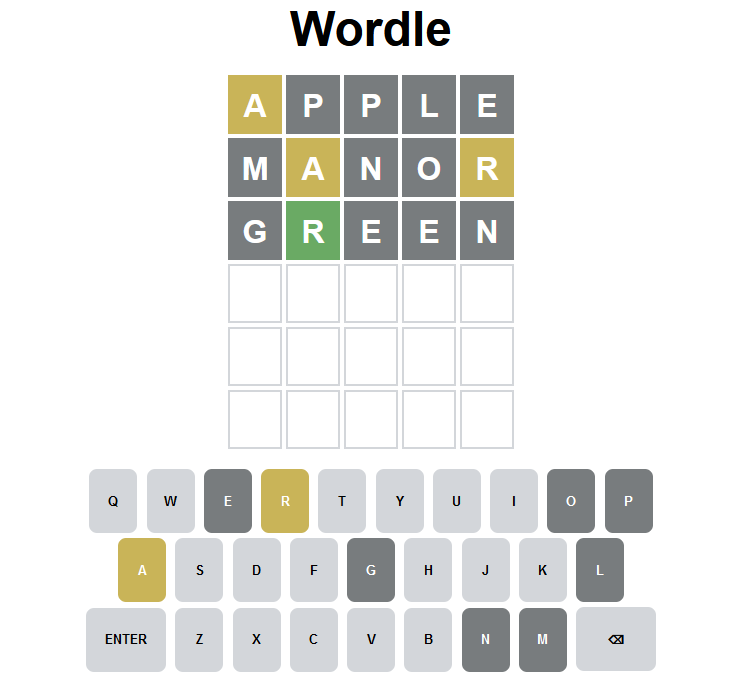 Wordle
A P P L E
M A N O R
G R E E N
Q W E R T Y U I O P
A S D F G H J K L
ENTER Z X C V B N M ⌫